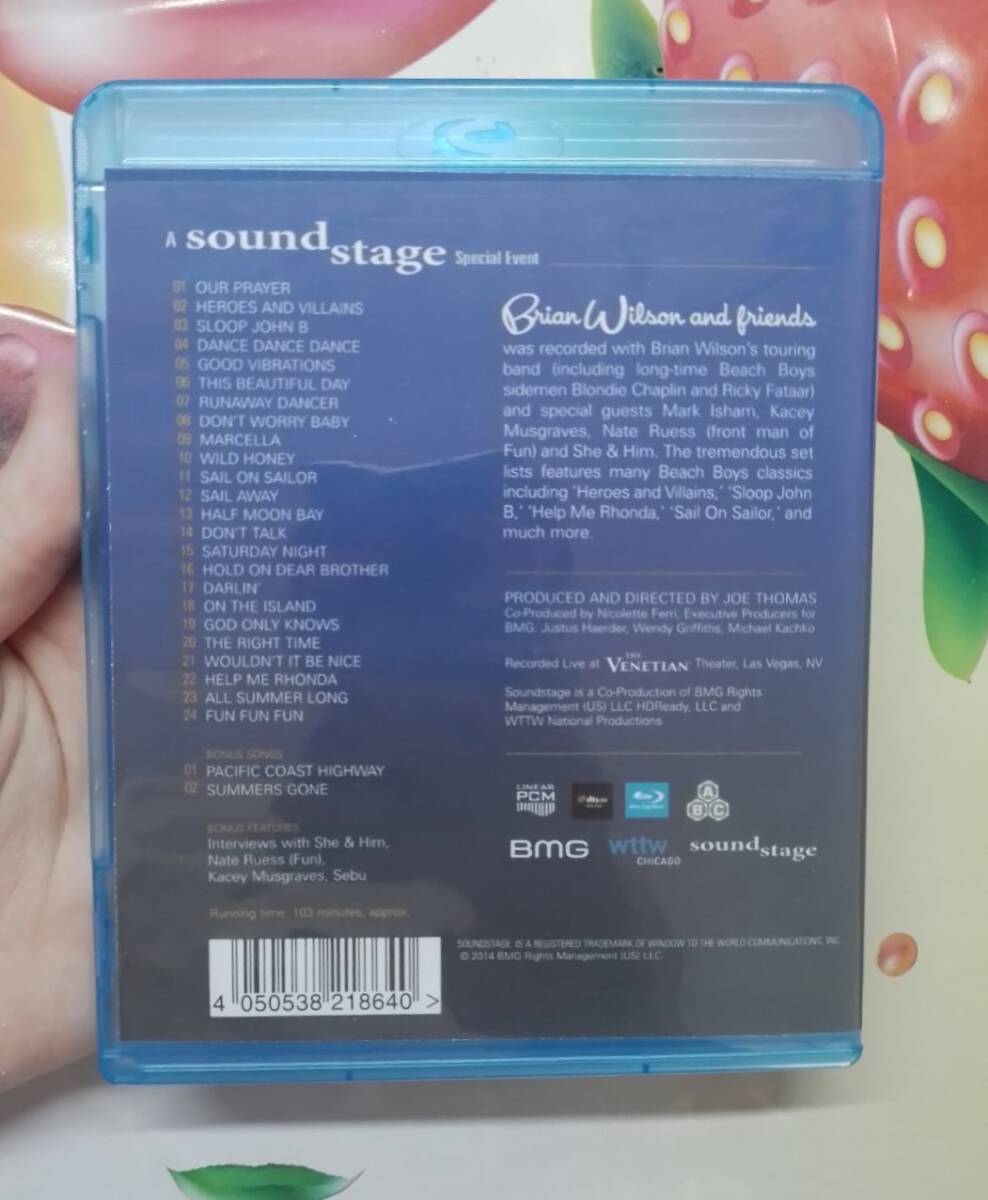 A soundstage Special Event
01 OUR PRAYER
02 HEROES AND VILLAINS
03 SLOOP JOHN B
04 DANCE DANCE DANCE
05 GOOD VIBRATIONS
06 THIS BEAUTIFUL DAY
07 RUNAWAY DANCER
08 DON'T WORRY BABY
09 MARCELLA
10 WILD HONEY
11 SAIL ON SAILOR
12 SAIL AWAY
13 HALF MOON BAY
14 DON'T TALK
15 SATURDAY NIGHT
16 HOLD ON DEAR BROTHER
17 DARLIN'
18 ON THE ISLAND
19 GOD ONLY KNOWS
20 THE RIGHT TIME
21 WOULDN'T IT BE NICE
22 HELP ME RHONDA
23 ALL SUMMER LONG
24 FUN FUN FUN
BONUS SONGS
01 PACIFIC COAST HIGHWAY
02 SUMMERS GONE
BONUS FEATURES
Interviews with She & Him,
Nate Ruess (Fun),
Kacey Musgraves, Sebu
Running time: 103 minutes, approx.
4 050538 218640 >
Brian Wilson and friends
was recorded with Brian Wilson's touring
band (including long-time Beach Boys
sidemen Blondie Chaplin and Ricky Fataar)
and special guests Mark Isham, Kacey
Musgraves, Nate Ruess (front man of
Fun) and She & Him. The tremendous set
lists features many Beach Boys classics
including 'Heroes and Villains,' 'Sloop John
B,' 'Help Me Rhonda,' 'Sail On Sailor,' and
much more.
PRODUCED AND DIRECTED BY JOE THOMAS
Co-Produced by Nicolette Ferri, Executive Producers for
BMG: Justus Haerder, Wendy Griffiths, Michael Kachko
Recorded Live at THE VENETIAN Theater, Las Vegas, NV
Soundstage is a Co-Production of BMG Rights
Management (US) LLC HDReady, LLC and
WTTW National Productions
LINEAR
PCM
dts
Blu-ray Disc
A
B C
BMG
wttw
CHICAGO
soundstage
SOUNDSTAGE IS A REGISTERED TRADEMARK OF WINDOW TO THE WORLD COMMUNICATIONS, INC.
© 2014 BMG Rights Management (US) LLC.